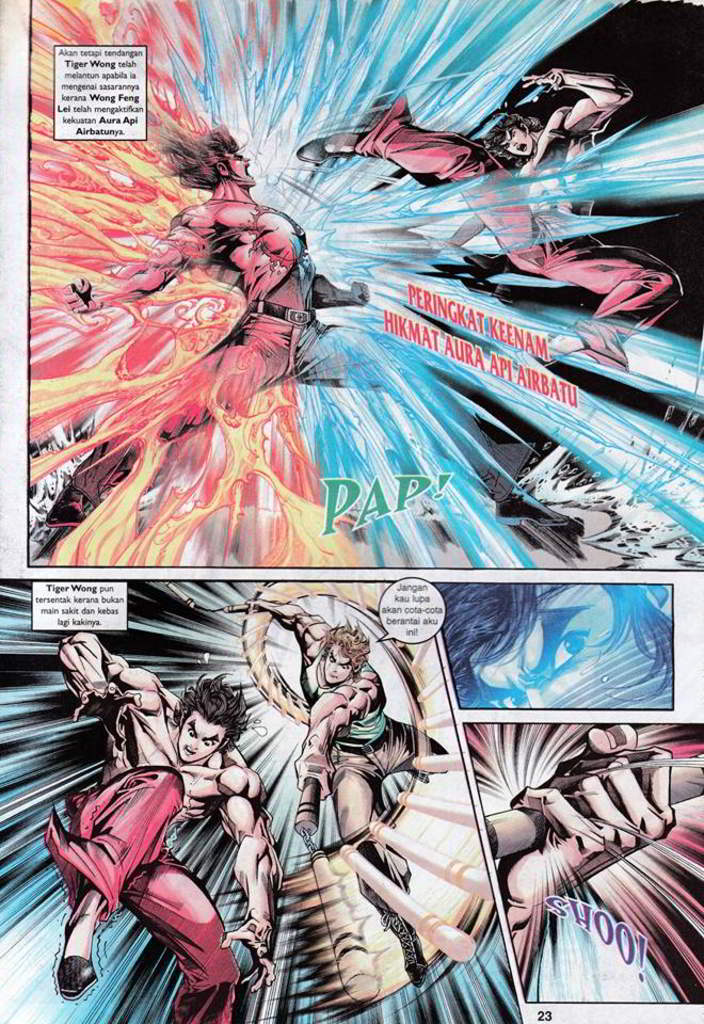 Akan tetapi tendangan
Tiger Wong telah
melantun apabila ia
mengenai sasarannya
kerana Wong Feng
Lei telah mengaktifkan
kekuatan Aura Api
Airbatunya.
PERINGKAT KEENAM
HIKMAT AURA API AIRBATU
PAP!
Tiger Wong pun
tersentak kerana bukan
main sakit dan kebas
lagi kakinya.
Jangan
kau lupa
akan cota-cota
berantai aku
ini!
SHOO!
23